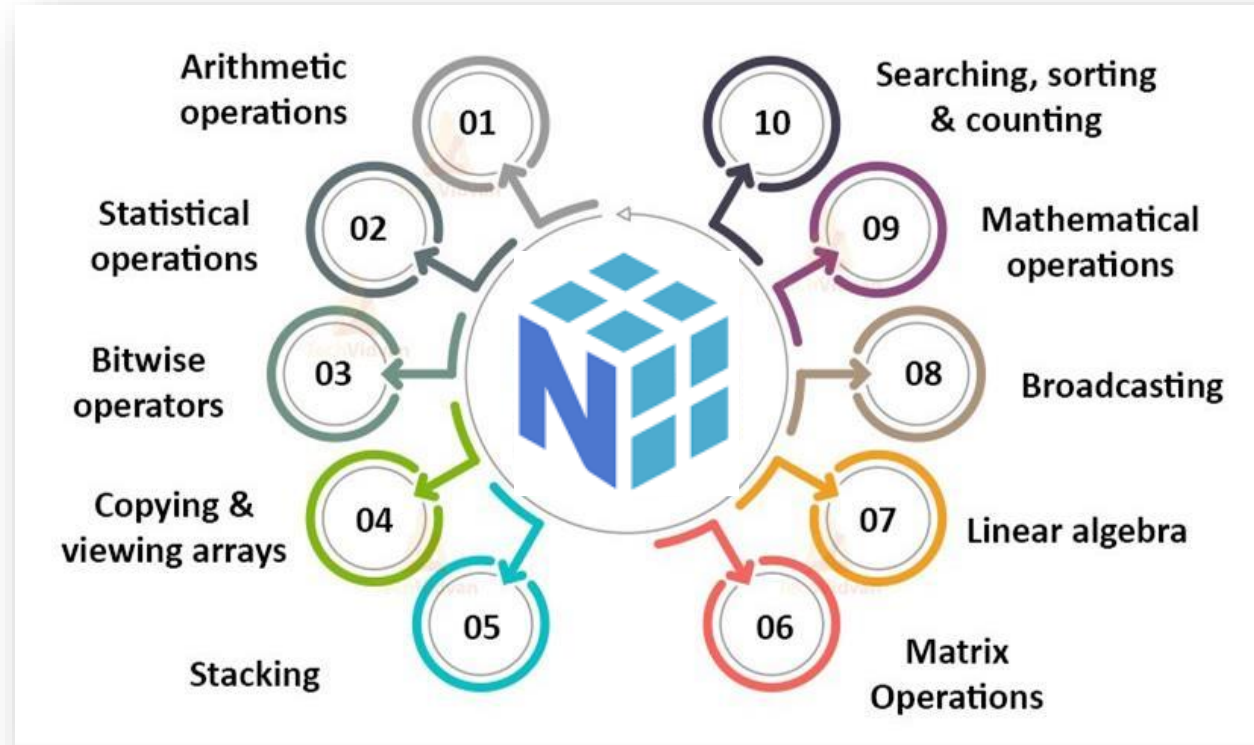 Arithmetic
operations
01
Statistical
operations
02
Bitwise
operators
03
Copying &
viewing arrays
04
Stacking
05
10
Searching, sorting
& counting
09
Mathematical
operations
08
Broadcasting
07
Linear algebra
06
Matrix
Operations
TechVidvan